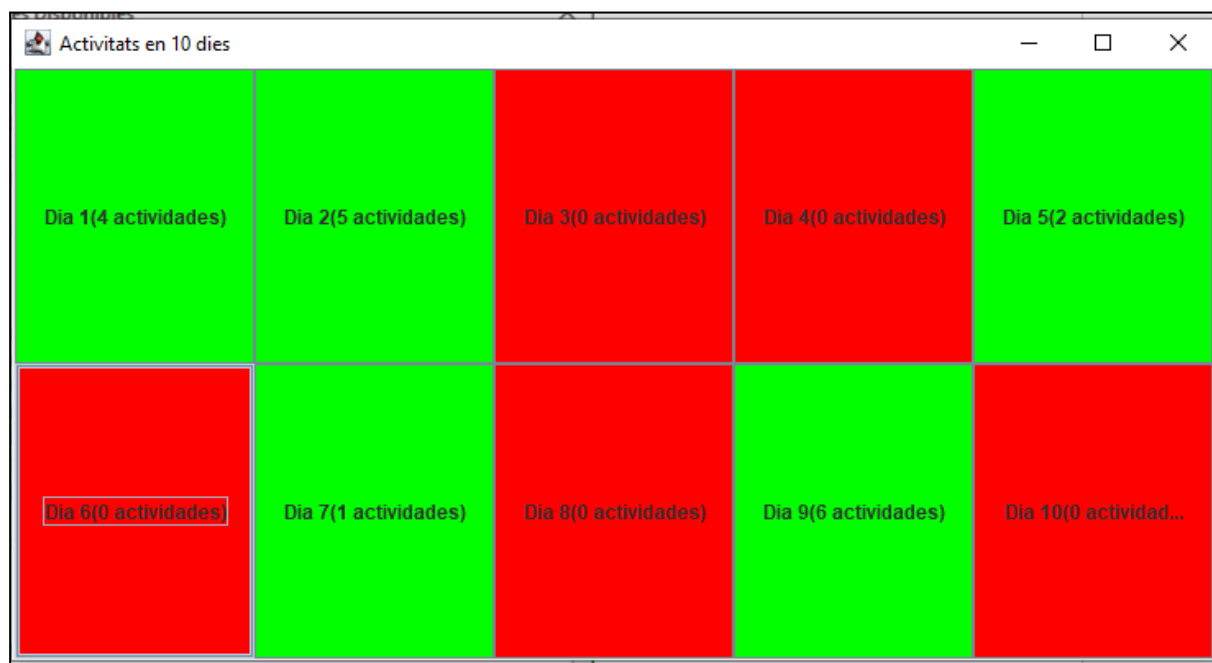 Activitats en 10 dies
Dia 1(4 actividades)
Dia 2(5 actividades)
Dia 3(0 actividades)
Dia 4(0 actividades)
Dia 5(2 actividades)
Dia 6(0 actividades)
Dia 7(1 actividades)
Dia 8(0 actividades)
Dia 9(6 actividades)
Dia 10(0 actividad...